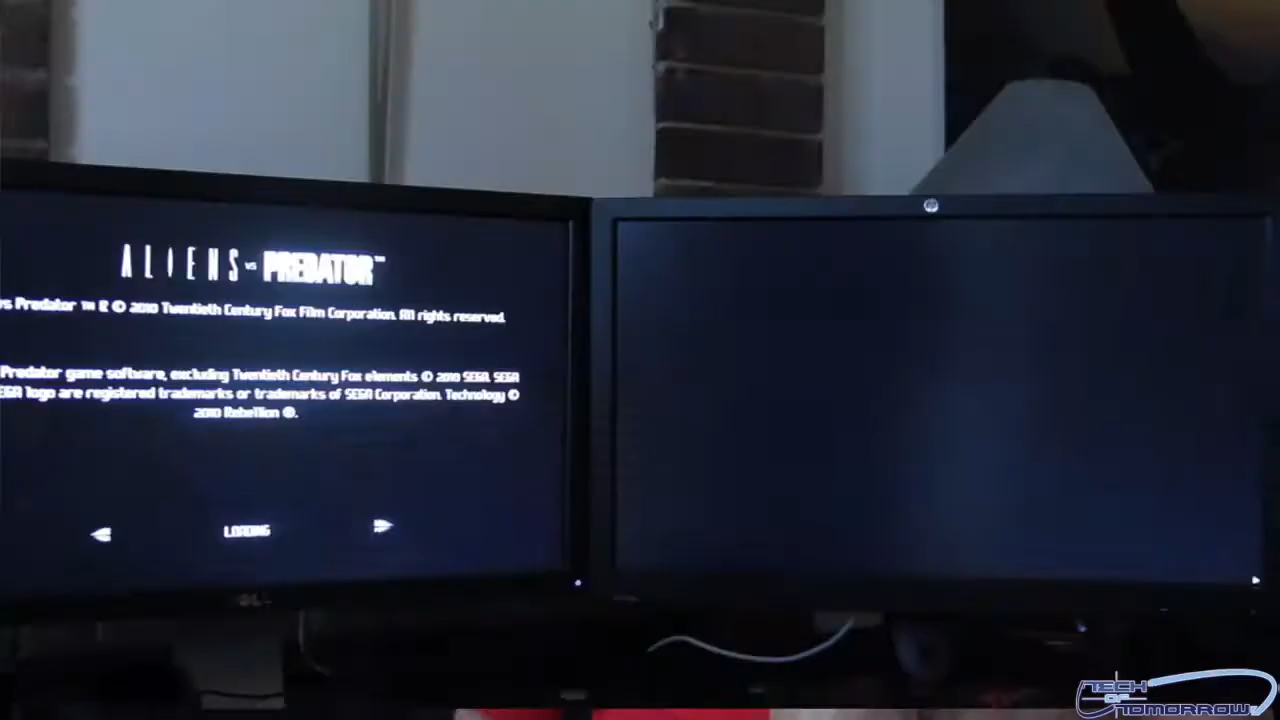 ALIENS VS PREDATOR™
vs Predator TM & © 2010 Twentieth Century Fox Film Corporation. All rights reserved.
Predator game software, excluding Twentieth Century Fox elements © 2010 SEGA. SEGA
SEGA logo are registered trademarks or trademarks of SEGA Corporation. Technology ©
2010 Rebellion ®.
LOADING
DELL
hp
TECH
OF
TOMORROW